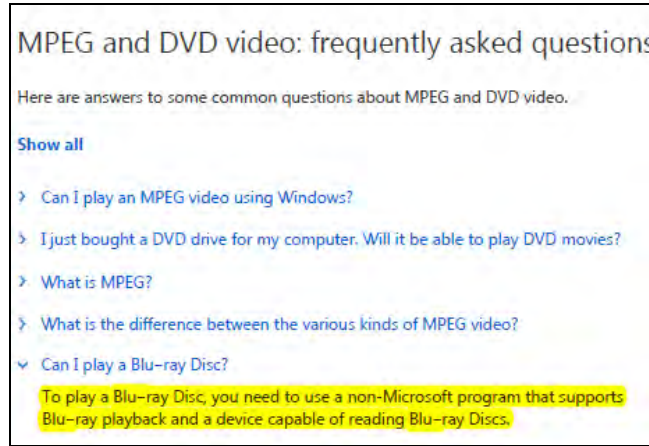 MPEG and DVD video: frequently asked questions
Here are answers to some common questions about MPEG and DVD video.
Show all
Can I play an MPEG video using Windows?
I just bought a DVD drive for my computer. Will it be able to play DVD movies?
What is MPEG?
What is the difference between the various kinds of MPEG video?
Can I play a Blu-ray Disc?
To play a Blu-ray Disc, you need to use a non-Microsoft program that supports
Blu-ray playback and a device capable of reading Blu-ray Discs.